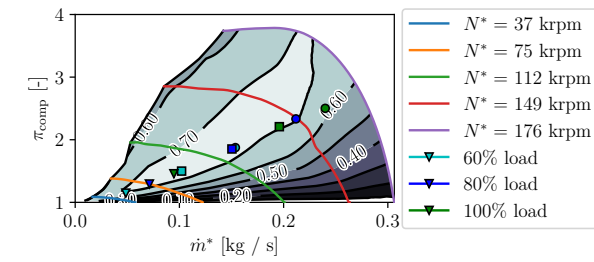 4
3
2
1
π_comp [-]
0.0
0.1
0.2
0.3
ṁ* [kg / s]
0.60
0.70
0.60
0.50
0.40
0.20
N* = 37 krpm
N* = 75 krpm
N* = 112 krpm
N* = 149 krpm
N* = 176 krpm
60% load
80% load
100% load